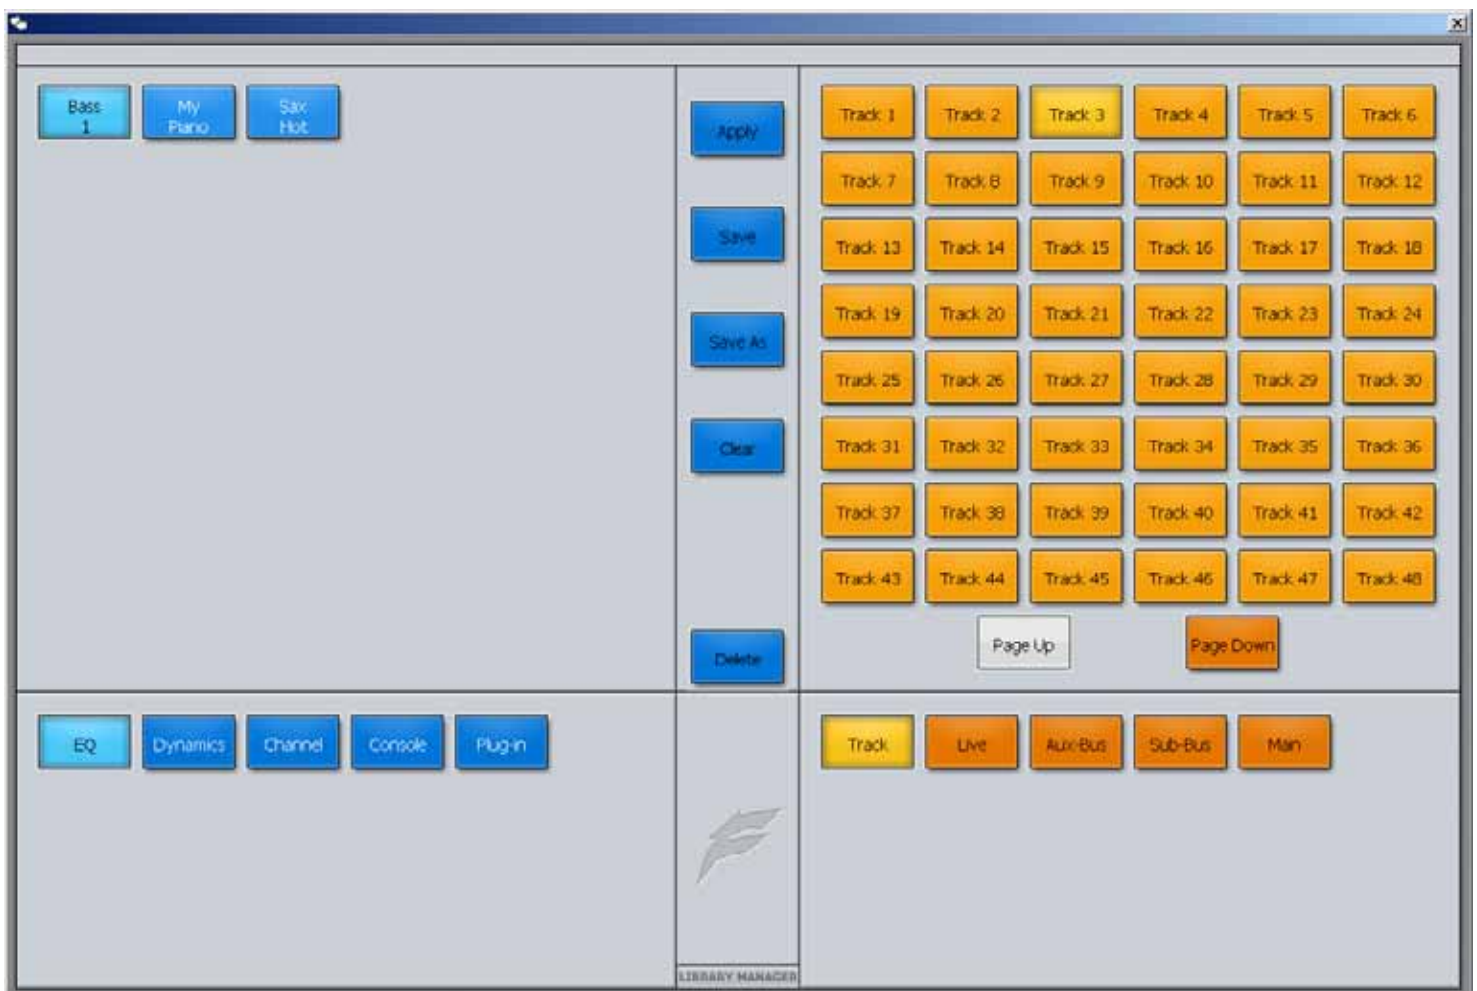 Bass
1
My
Piano
Sax
Hot
Apply
Save
Save As
Clear
Delete
Track 1 Track 2 Track 3 Track 4 Track 5 Track 6
Track 7 Track 8 Track 9 Track 10 Track 11 Track 12
Track 13 Track 14 Track 15 Track 16 Track 17 Track 18
Track 19 Track 20 Track 21 Track 22 Track 23 Track 24
Track 25 Track 26 Track 27 Track 28 Track 29 Track 30
Track 31 Track 32 Track 33 Track 34 Track 35 Track 36
Track 37 Track 38 Track 39 Track 40 Track 41 Track 42
Track 43 Track 44 Track 45 Track 46 Track 47 Track 48
Page Up Page Down
EQ Dynamics Channel Console Plug-in
Track Live Aux-Bus Sub-Bus Main
LIBRARY MANAGER